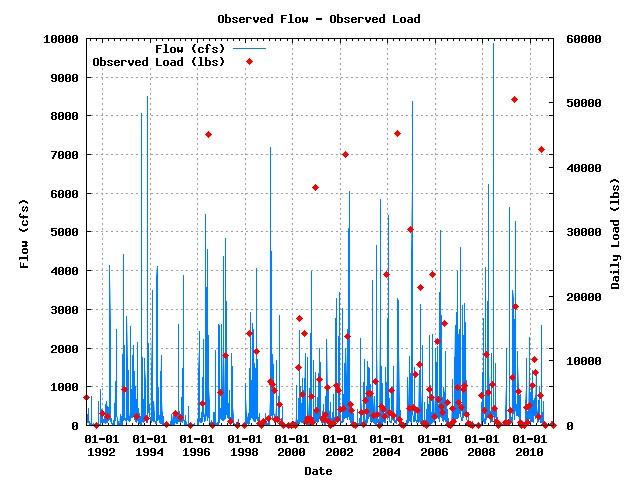 Observed Flow - Observed Load
Flow (cfs)
Observed Load (lbs)
10000
9000
8000
7000
6000
5000
4000
3000
2000
1000
0
60000
50000
40000
30000
20000
10000
0
Flow (cfs)
Daily Load (lbs)
01-01 01-01 01-01 01-01 01-01 01-01 01-01 01-01 01-01 01-01
1992 1994 1996 1998 2000 2002 2004 2006 2008 2010
Date